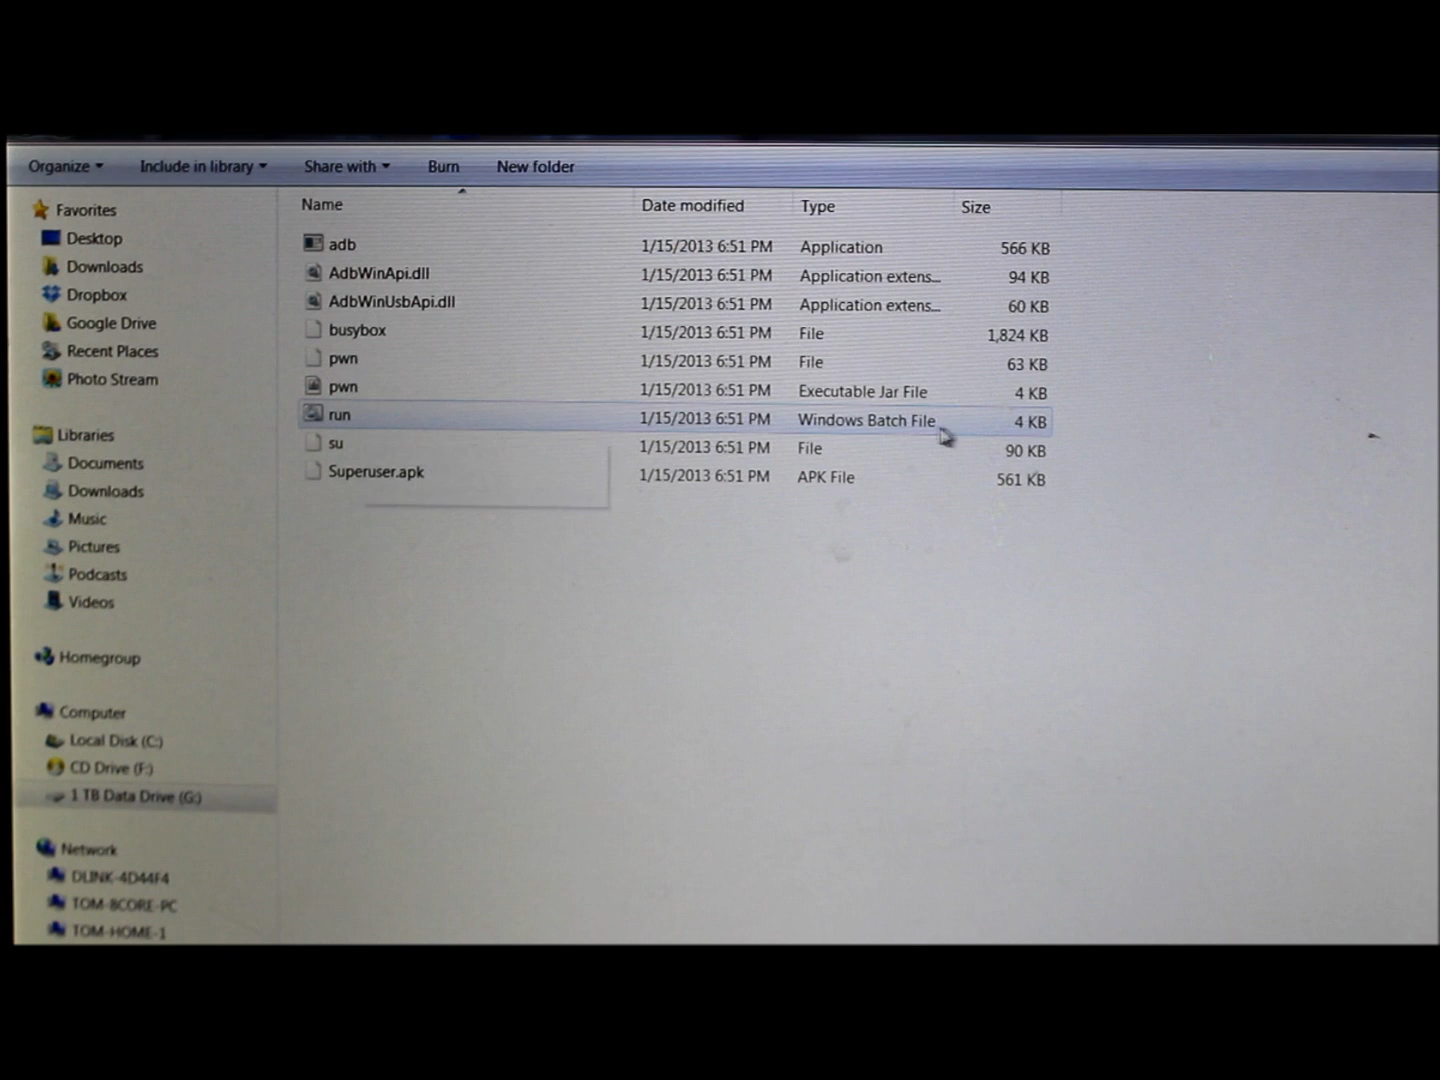 Organize Include in library Share with Burn New folder
Name Date modified Type Size
adb 1/15/2013 6:51 PM Application 566 KB
AdbWinApi.dll 1/15/2013 6:51 PM Application extens... 94 KB
AdbWinUsbApi.dll 1/15/2013 6:51 PM Application extens... 60 KB
busybox 1/15/2013 6:51 PM File 1,824 KB
pwn 1/15/2013 6:51 PM File 63 KB
pwn 1/15/2013 6:51 PM Executable Jar File 4 KB
run 1/15/2013 6:51 PM Windows Batch File 4 KB
su 1/15/2013 6:51 PM File 90 KB
Superuser.apk 1/15/2013 6:51 PM APK File 561 KB
Favorites
Desktop
Downloads
Dropbox
Google Drive
Recent Places
Photo Stream
Libraries
Documents
Downloads
Music
Pictures
Podcasts
Videos
Homegroup
Computer
Local Disk (C:)
CD Drive (F:)
1 TB Data Drive (G:)
Network
DLINK-4D44F4
TOM-8CORE-PC
TOM-HOME-1